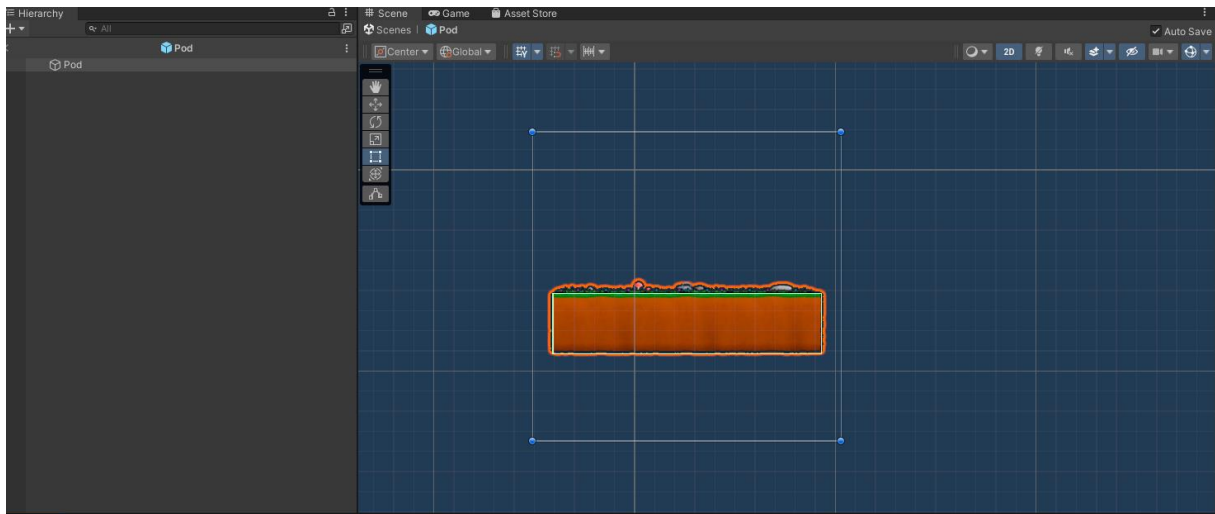 Hierarchy
All
Pod
Pod
Scene Game Asset Store
Scenes | Pod
Auto Save
Center Global 2D